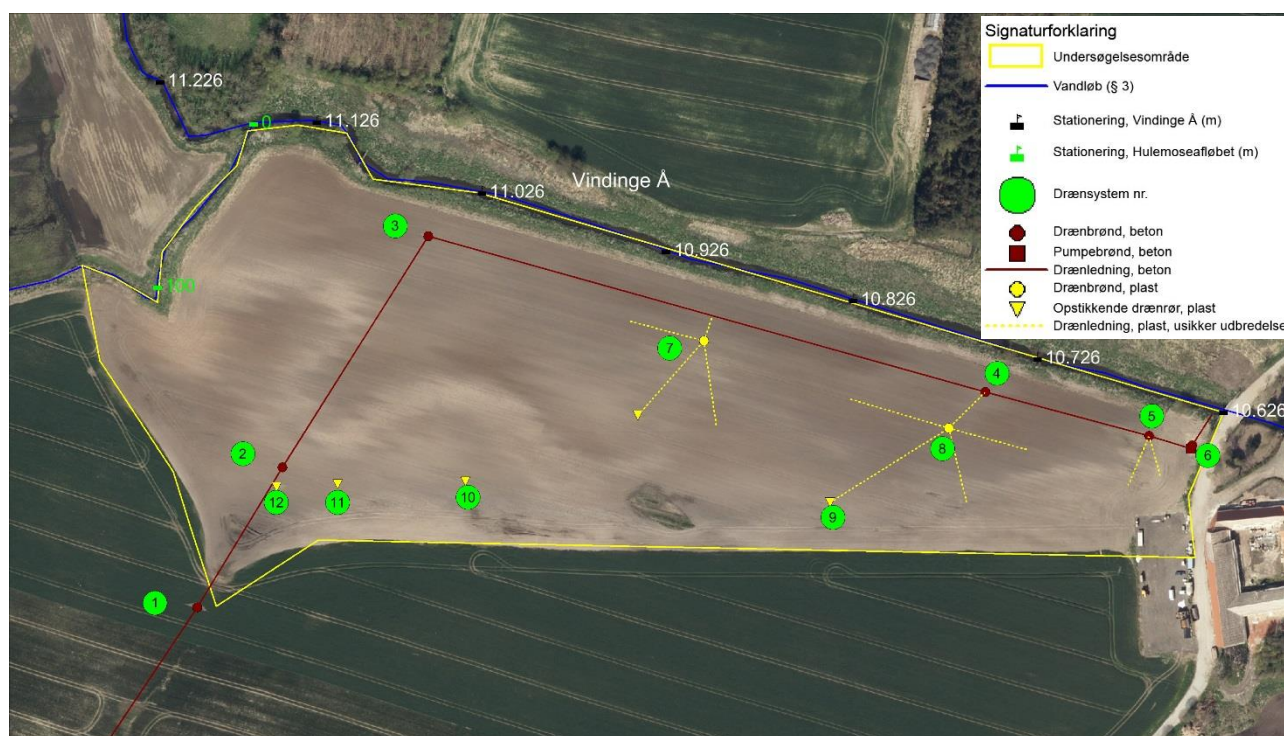 Signaturforklaring
Undersøgelsesområde
Vandløb (§ 3)
Stationering, Vindinge Å (m)
Stationering, Hulemoseafløbet (m)
Drænsystem nr.
Drænbrønd, beton
Pumpebrønd, beton
Drænledning, beton
Drænbrønd, plast
Opstikkende drænrør, plast
Drænledning, plast, usikker udbredelse
11.226
0
11.126
Vindinge Å
11.026
3
10.926
100
10.826
7
10.726
4
10.626
5
2
8
6
12
11
10
9
1